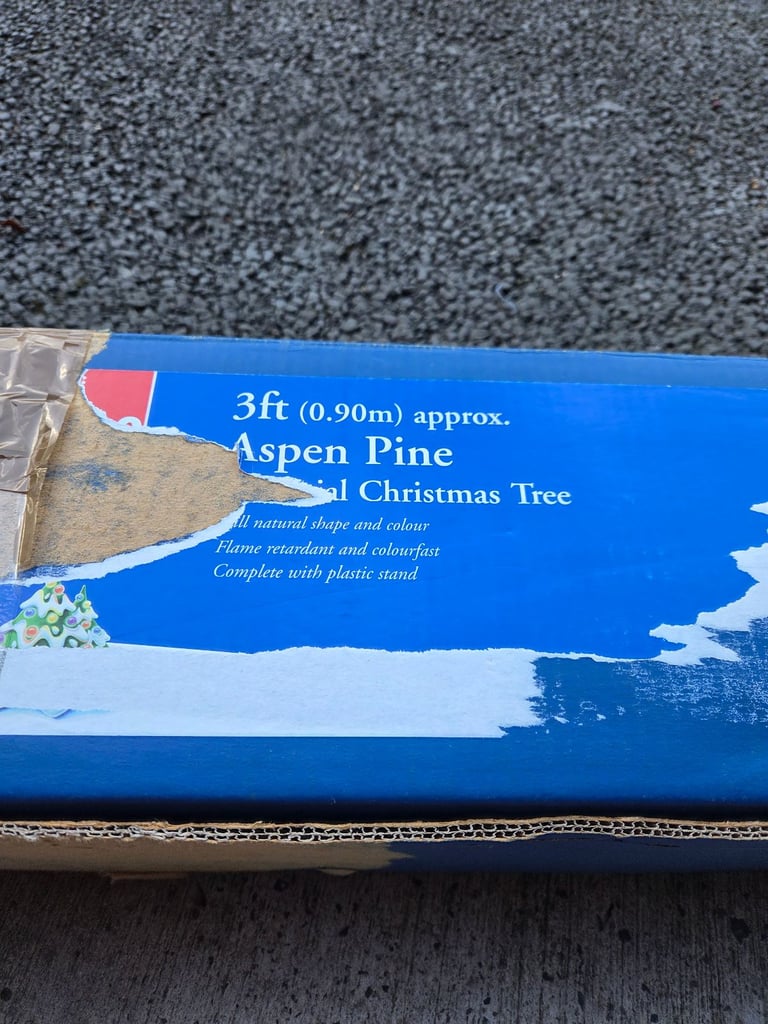 3ft (0.90m) approx.
Aspen Pine
Christmas Tree
natural shape and colour
Flame retardant and colourfast
Complete with plastic stand